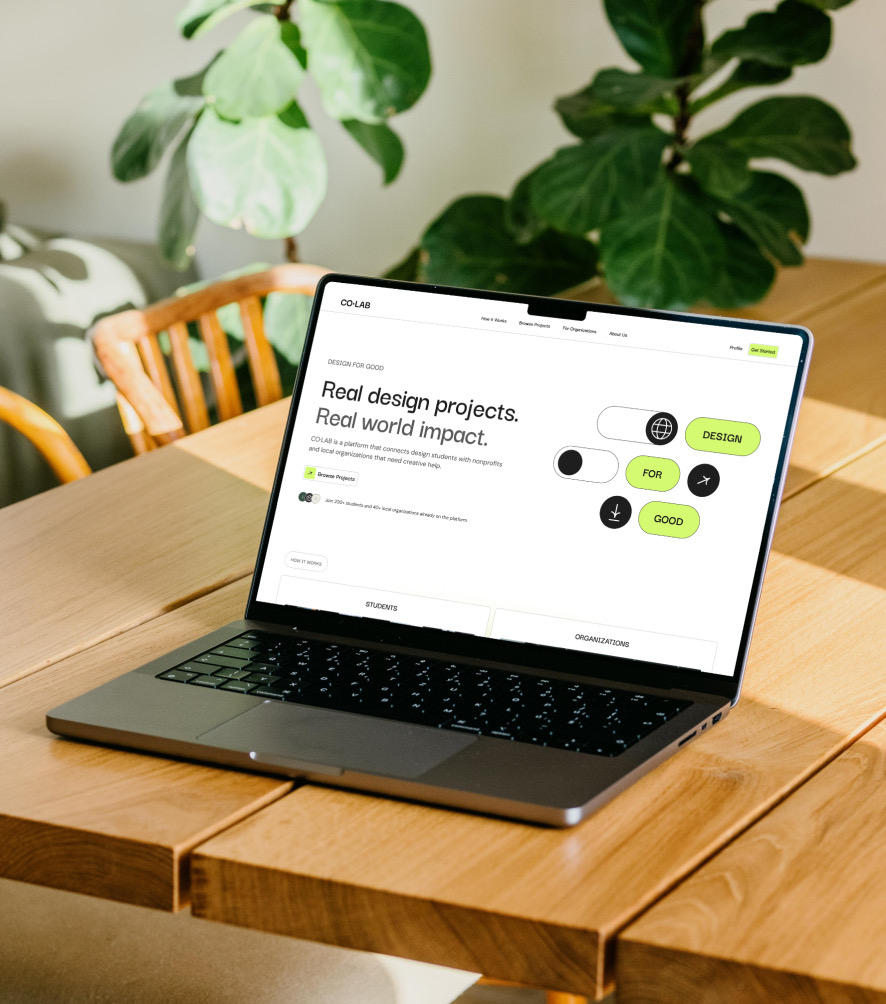 CO·LAB
How it Works Browse Projects For Organizations About Us
Profile Get Started
DESIGN FOR GOOD
Real design projects.
Real world impact.
CO·LAB is a platform that connects design students with nonprofits
and local organizations that need creative help.
Browse Projects
Join 200+ students and 40+ local organizations already on the platform
DESIGN
FOR
GOOD
HOW IT WORKS
STUDENTS
ORGANIZATIONS